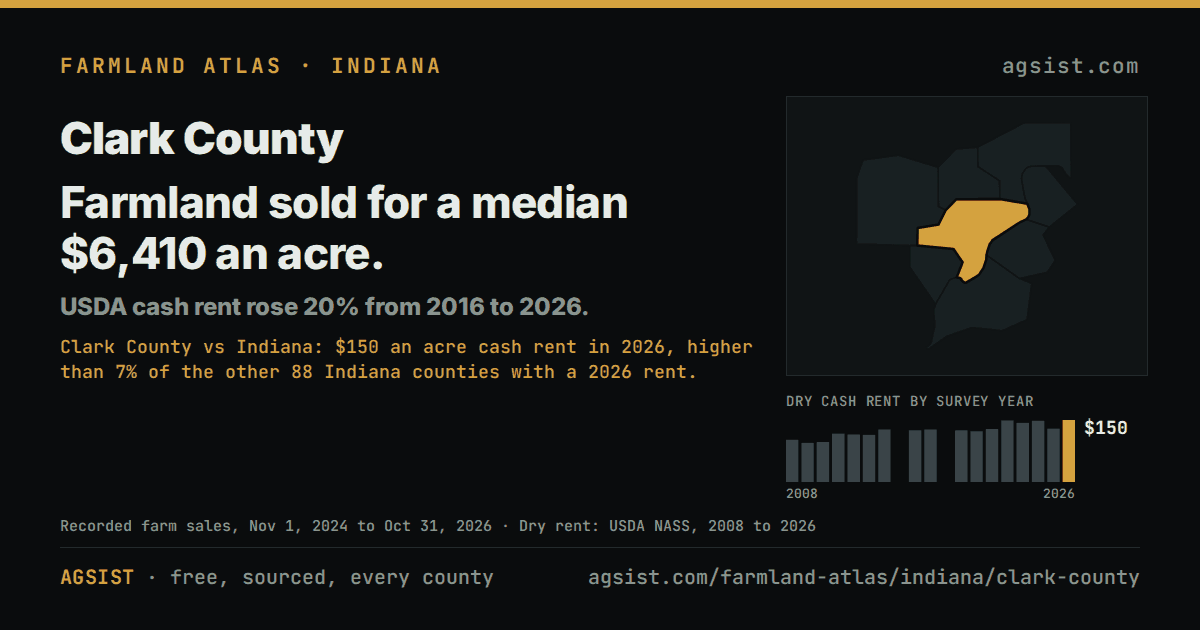 FARMLAND ATLAS · INDIANA
agsist.com
Clark County
Farmland sold for a median
$6,410 an acre.
USDA cash rent rose 20% from 2016 to 2026.
Clark County vs Indiana: $150 an acre cash rent in 2026, higher
than 7% of the other 88 Indiana counties with a 2026 rent.
DRY CASH RENT BY SURVEY YEAR
$150
2008
2026
Recorded farm sales, Nov 1, 2024 to Oct 31, 2026 · Dry rent: USDA NASS, 2008 to 2026
AGSIST · free, sourced, every county
agsist.com/farmland-atlas/indiana/clark-county